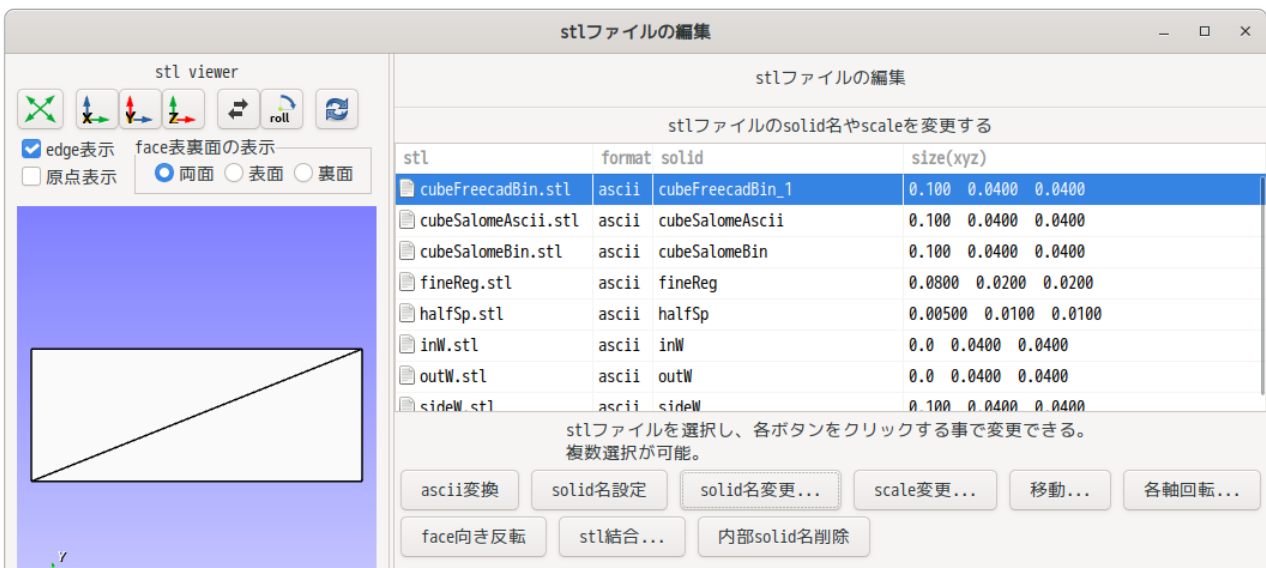 stlファイルの編集
stl viewer
X Y Z roll
edge表示
face表裏面の表示
原点表示
両面 表面 裏面
Y
stlファイルの編集
stlファイルのsolid名やscaleを変更する
stl format solid size(xyz)
cubeFreecadBin.stl ascii cubeFreecadBin_1 0.100 0.0400 0.0400
cubeSalomeAscii.stl ascii cubeSalomeAscii 0.100 0.0400 0.0400
cubeSalomeBin.stl ascii cubeSalomeBin 0.100 0.0400 0.0400
fineReg.stl ascii fineReg 0.0800 0.0200 0.0200
halfSp.stl ascii halfSp 0.00500 0.0100 0.0100
inW.stl ascii inW 0.0 0.0400 0.0400
outW.stl ascii outW 0.0 0.0400 0.0400
sideW.stl ascii sideW 0.100 0.0400 0.0400
stlファイルを選択し、各ボタンをクリックする事で変更できる。
複数選択が可能。
ascii変換 solid名設定 solid名変更... scale変更... 移動... 各軸回転...
face向き反転 stl結合... 内部solid名削除